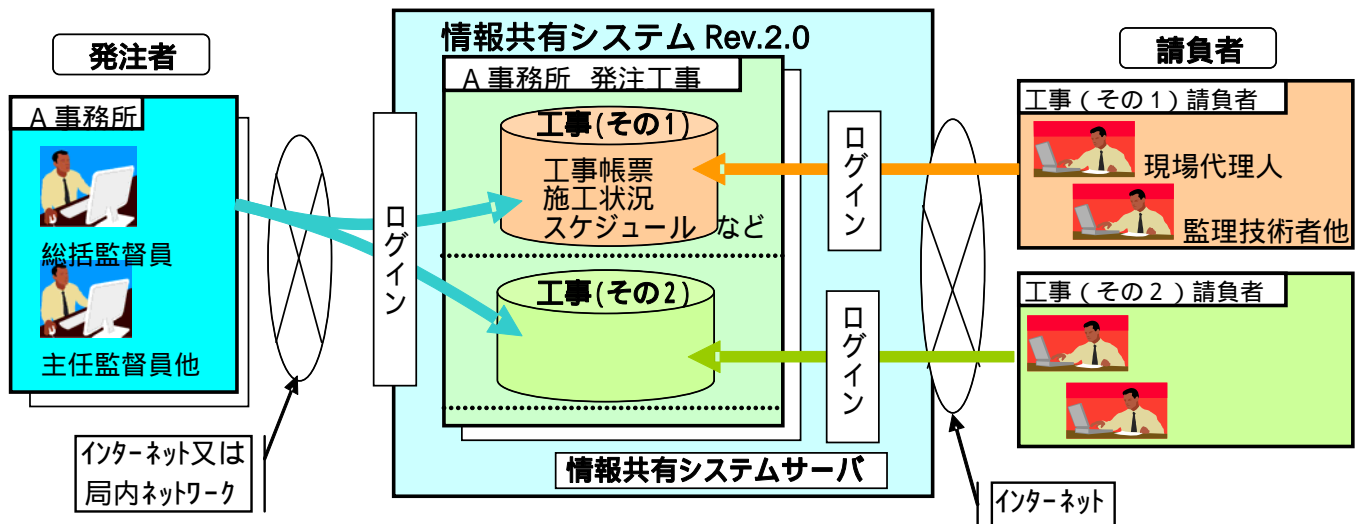 発注者
A 事務所
総括監督員
主任監督員他
インターネット又は
局内ネットワーク
ログイン
情報共有システム Rev.2.0
A 事務所 発注工事
工事(その1)
工事帳票
施工状況
スケジュール など
工事(その2)
情報共有システムサーバ
ログイン
ログイン
インターネット
請負者
工事(その1)請負者
現場代理人
監理技術者他
工事(その2)請負者